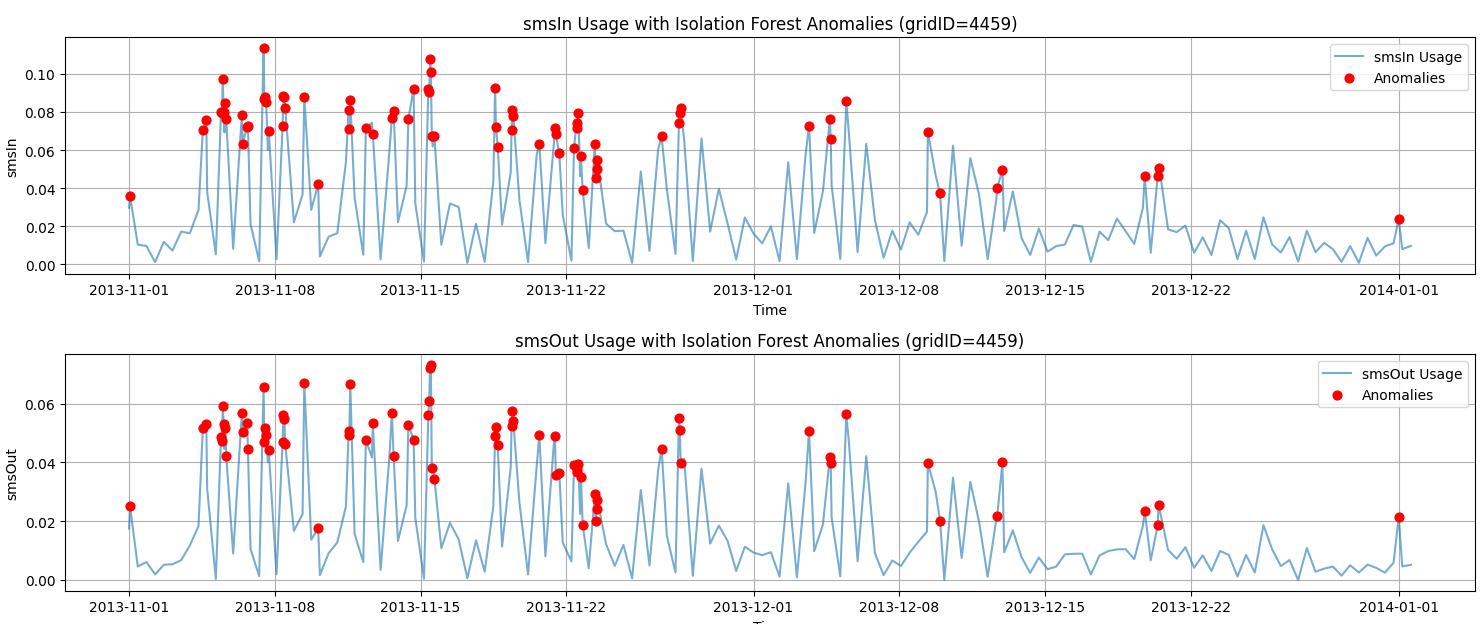 smsIn Usage with Isolation Forest Anomalies (gridID=4459)
smsIn Usage
Anomalies
smsIn
0.10
0.08
0.06
0.04
0.02
0.00
2013-11-01 2013-11-08 2013-11-15 2013-11-22 2013-12-01 2013-12-08 2013-12-15 2013-12-22 2014-01-01
Time
smsOut Usage with Isolation Forest Anomalies (gridID=4459)
smsOut Usage
Anomalies
smsOut
0.06
0.04
0.02
0.00
2013-11-01 2013-11-08 2013-11-15 2013-11-22 2013-12-01 2013-12-08 2013-12-15 2013-12-22 2014-01-01